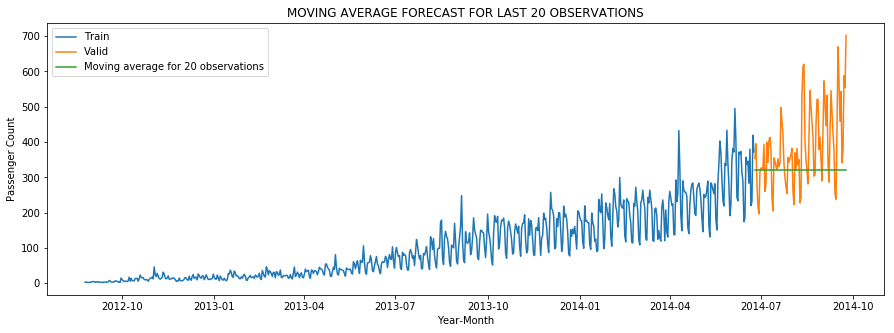 MOVING AVERAGE FORECAST FOR LAST 20 OBSERVATIONS
Train
Valid
Moving average for 20 observations
Passenger Count
700
600
500
400
300
200
100
0
2012-10
2013-01
2013-04
2013-07
2013-10
2014-01
2014-04
2014-07
2014-10
Year-Month